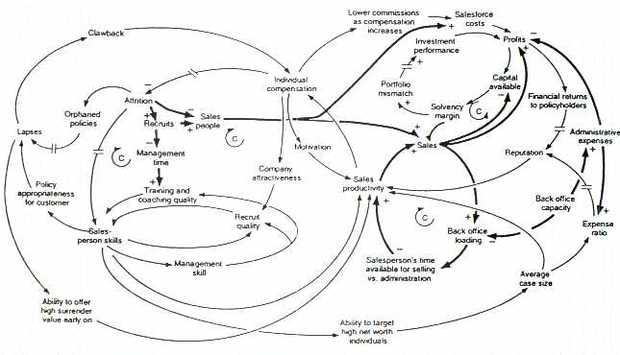 Lower commissions
as compensation
increases
Salesforce
costs
Clawback
Investment
performance
Profits
Individual
compensation
Portfolio
mismatch
Capital
available
Orphaned
policies
Attrition
Recruits
Sales
people
C
Solvency
margin
C
Financial returns
to policyholders
Lapses
C
Management
time
Motivation
Sales
Reputation
Administrative
expenses
Policy
appropriateness
for customer
Training and
coaching quality
Company
attractiveness
Sales
productivity
Back office
capacity
Sales-
person skills
Recruit
quality
C
Back office
loading
Expense
ratio
Management
skill
Salesperson's time
available for selling
vs. administration
Average
case size
Ability to offer
high surrender
value early on
Ability to target
high net worth
individuals